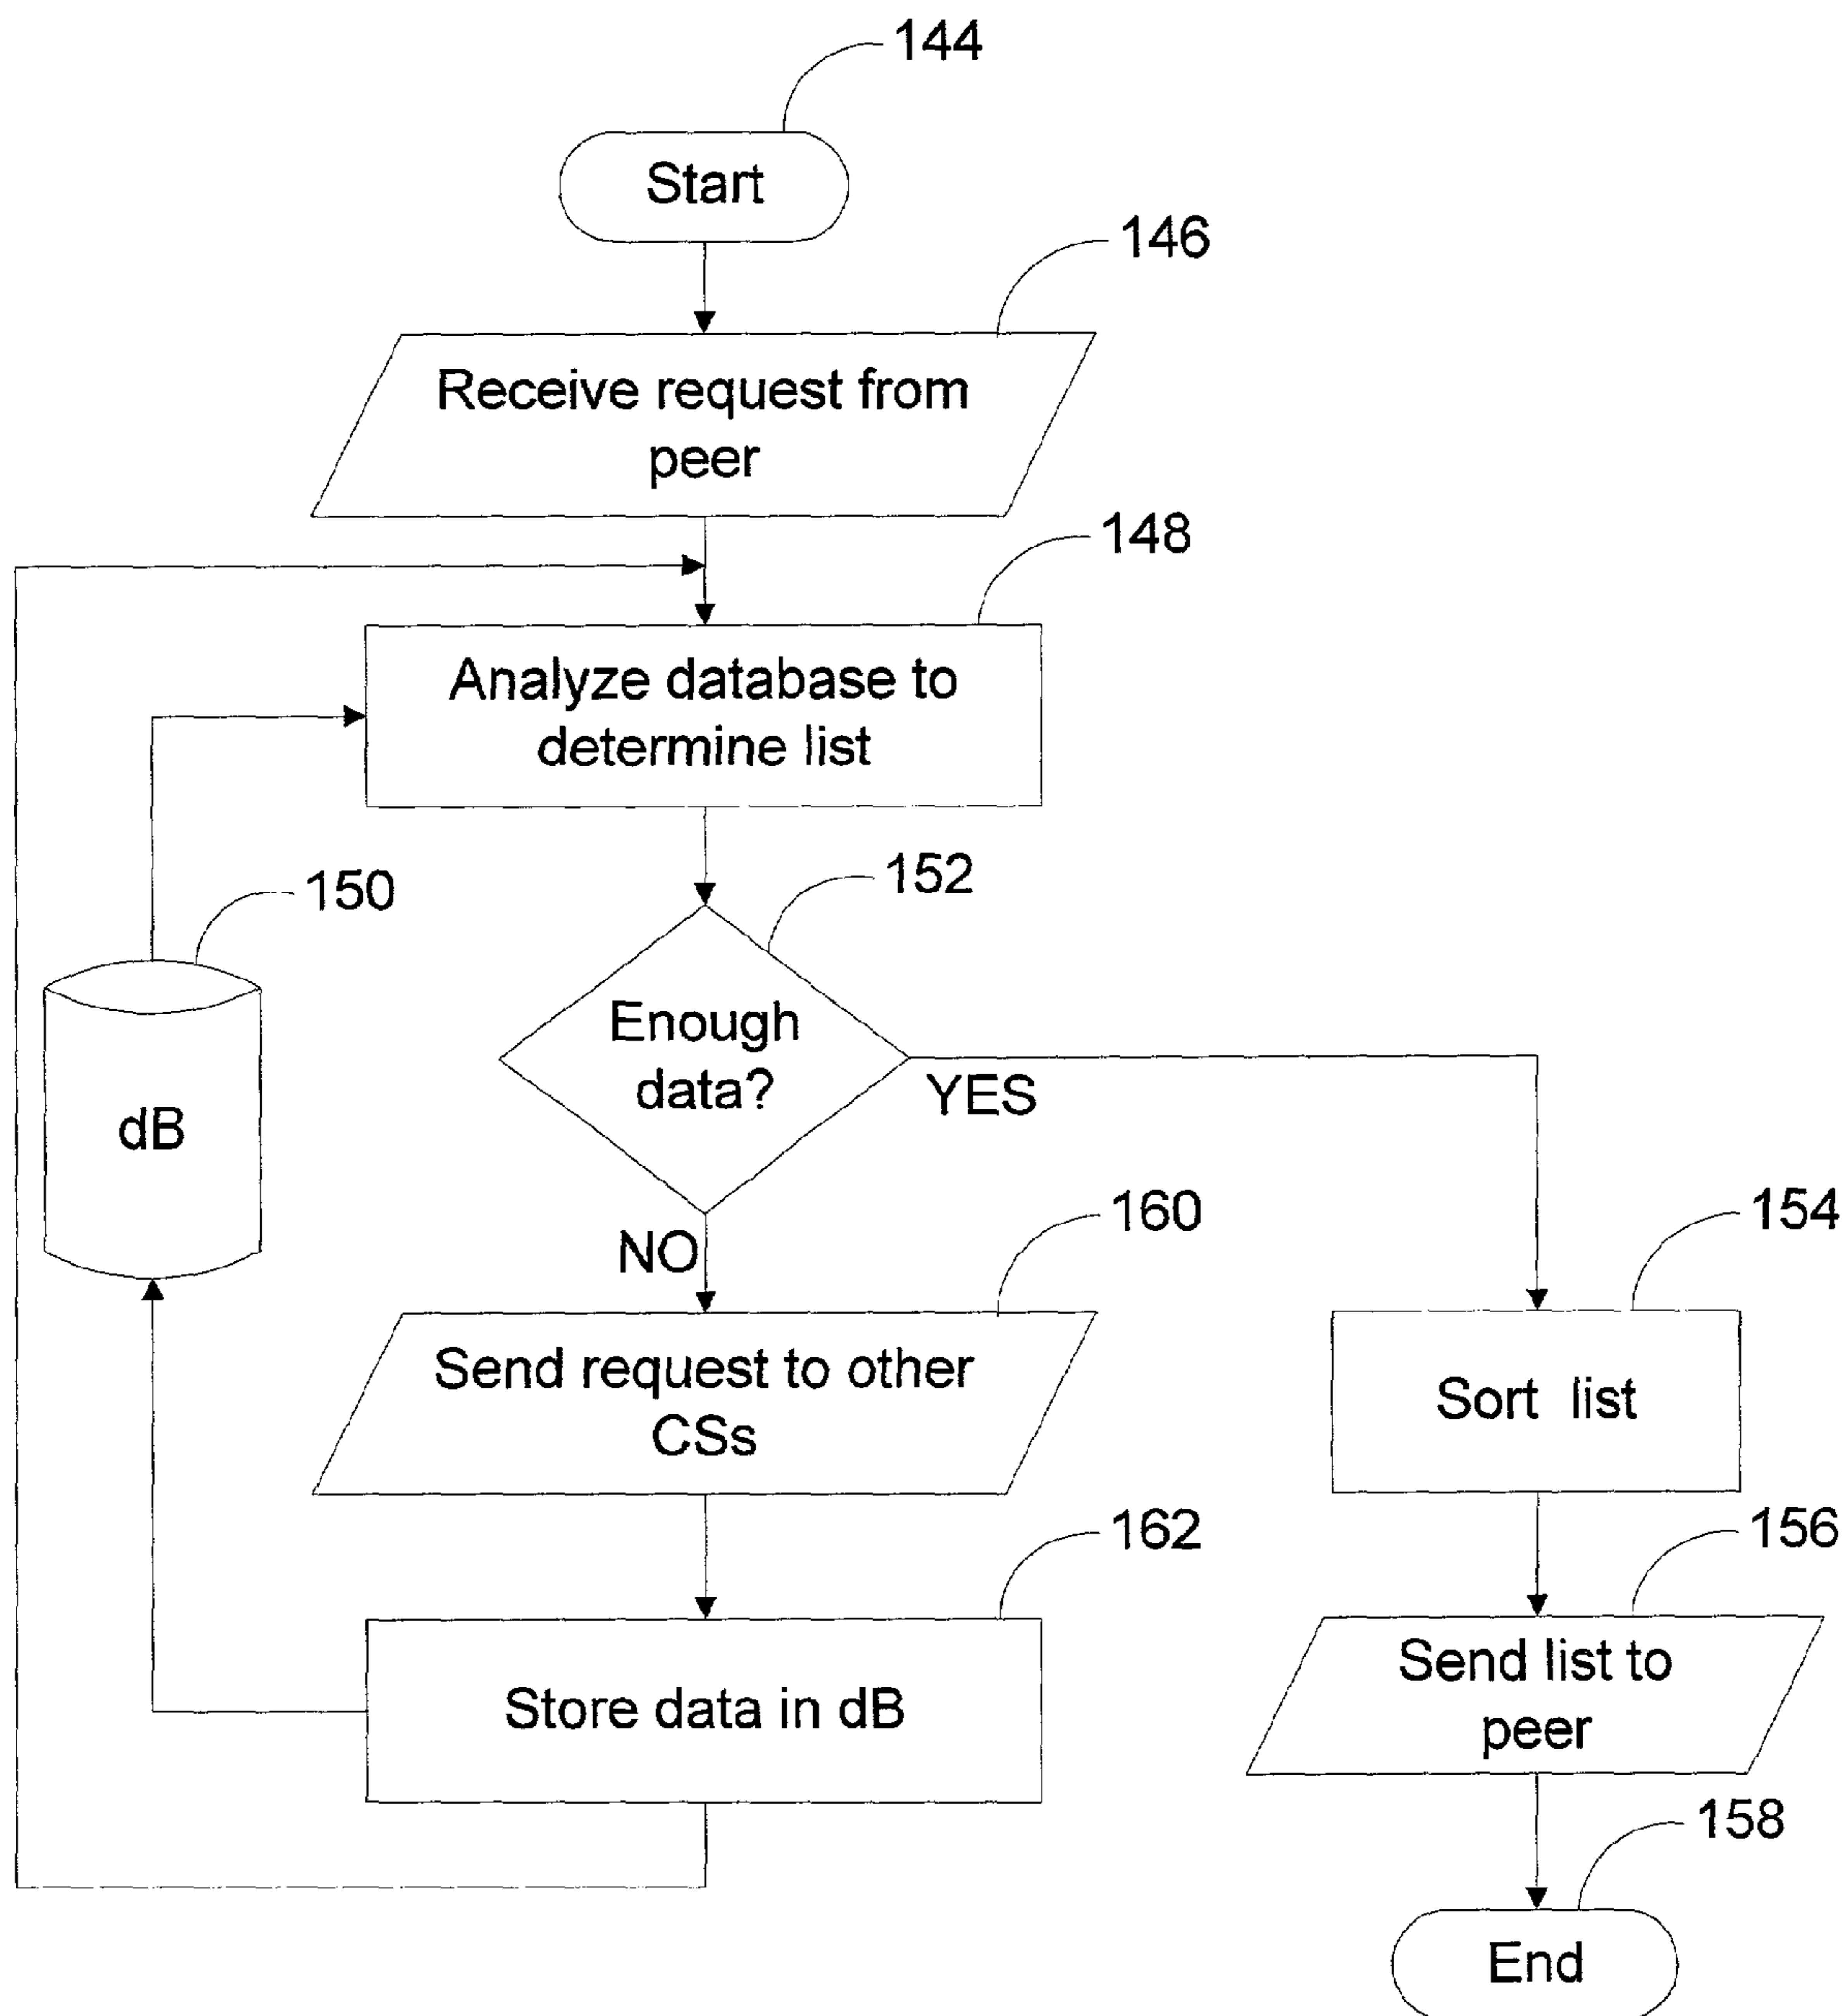 144
Start
146
Receive request from
peer
148
Analyze database to
determine list
150
152
Enough
data?
YES
dB
NO
160
154
Send request to other
CSs
Sort list
162
156
Store data in dB
Send list to
peer
158
End